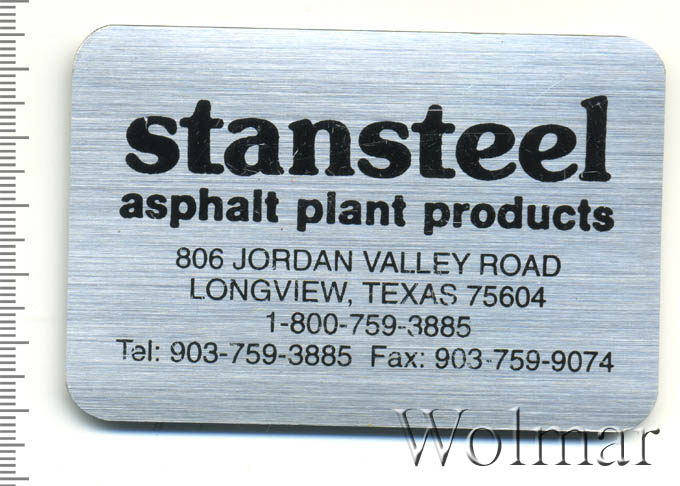 stansteel
asphalt plant products
806 JORDAN VALLEY ROAD
LONGVIEW, TEXAS 75604
1-800-759-3885
Tel: 903-759-3885 Fax: 903-759-9074
Wolmar